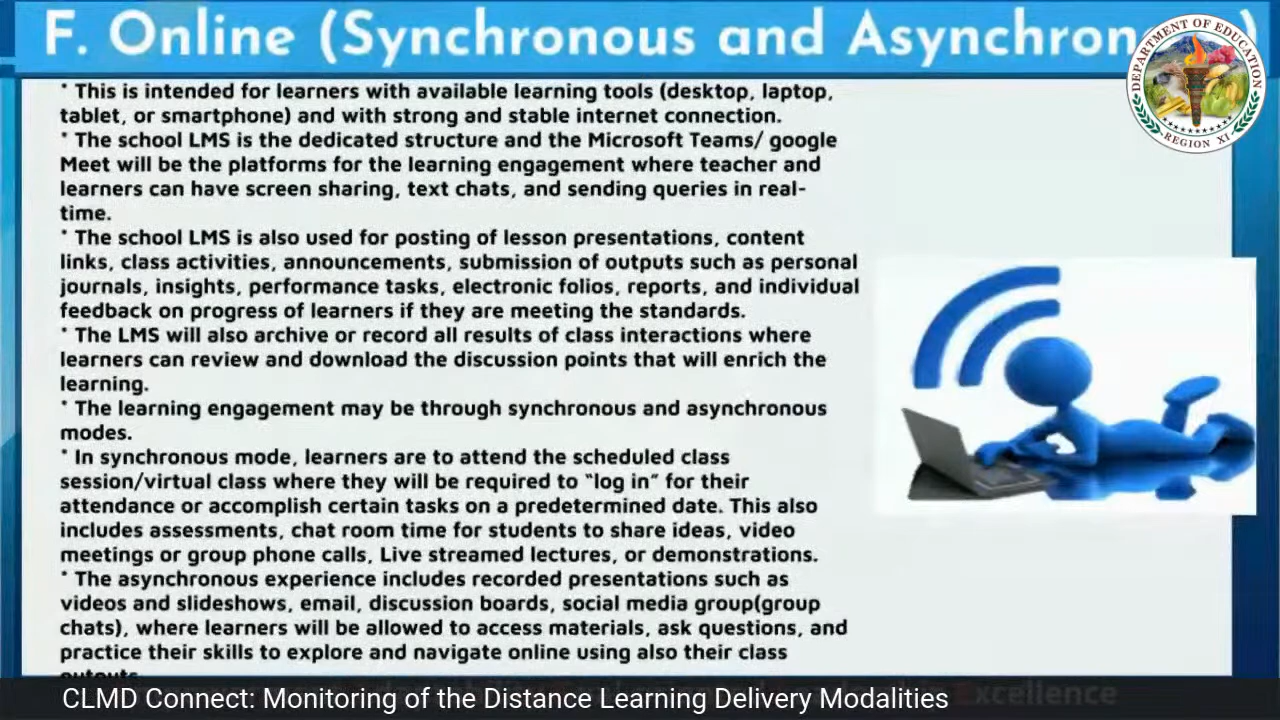 F. Online (Synchronous and Asynchron
DEPARTMENT OF EDUCATION
REGION XI
* This is intended for learners with available learning tools (desktop, laptop,
tablet, or smartphone) and with strong and stable internet connection.
* The school LMS is the dedicated structure and the Microsoft Teams/ google
Meet will be the platforms for the learning engagement where teacher and
learners can have screen sharing, text chats, and sending queries in real-
time.
* The school LMS is also used for posting of lesson presentations, content
links, class activities, announcements, submission of outputs such as personal
journals, insights, performance tasks, electronic folios, reports, and individual
feedback on progress of learners if they are meeting the standards.
* The LMS will also archive or record all results of class interactions where
learners can review and download the discussion points that will enrich the
learning.
* The learning engagement may be through synchronous and asynchronous
modes.
* In synchronous mode, learners are to attend the scheduled class
session/virtual class where they will be required to “log in” for their
attendance or accomplish certain tasks on a predetermined date. This also
includes assessments, chat room time for students to share ideas, video
meetings or group phone calls, Live streamed lectures, or demonstrations.
* The asynchronous experience includes recorded presentations such as
videos and slideshows, email, discussion boards, social media group(group
chats), where learners will be allowed to access materials, ask questions, and
practice their skills to explore and navigate online using also their class
outputs
CLMD Connect: Monitoring of the Distance Learning Delivery Modalities
Excellence